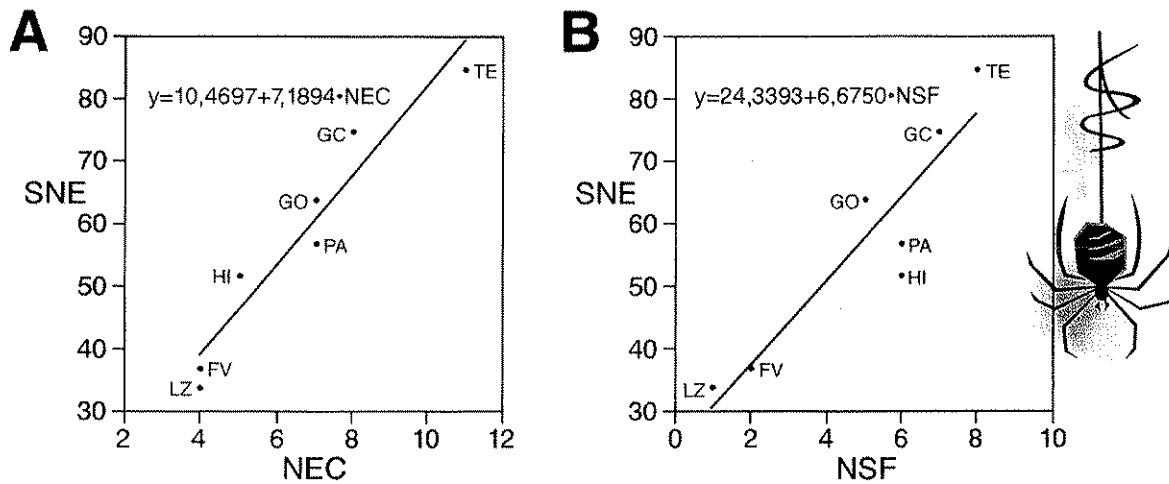 A
90
80
70
60
50
40
30
SNE
y=10,4697+7,1894•NEC
TE
GC
GO
PA
HI
FV
LZ
2 4 6 8 10 12
NEC
B
90
80
70
60
50
40
30
SNE
y=24,3393+6,6750•NSF
TE
GC
GO
PA
HI
FV
LZ
0 2 4 6 8 10
NSF